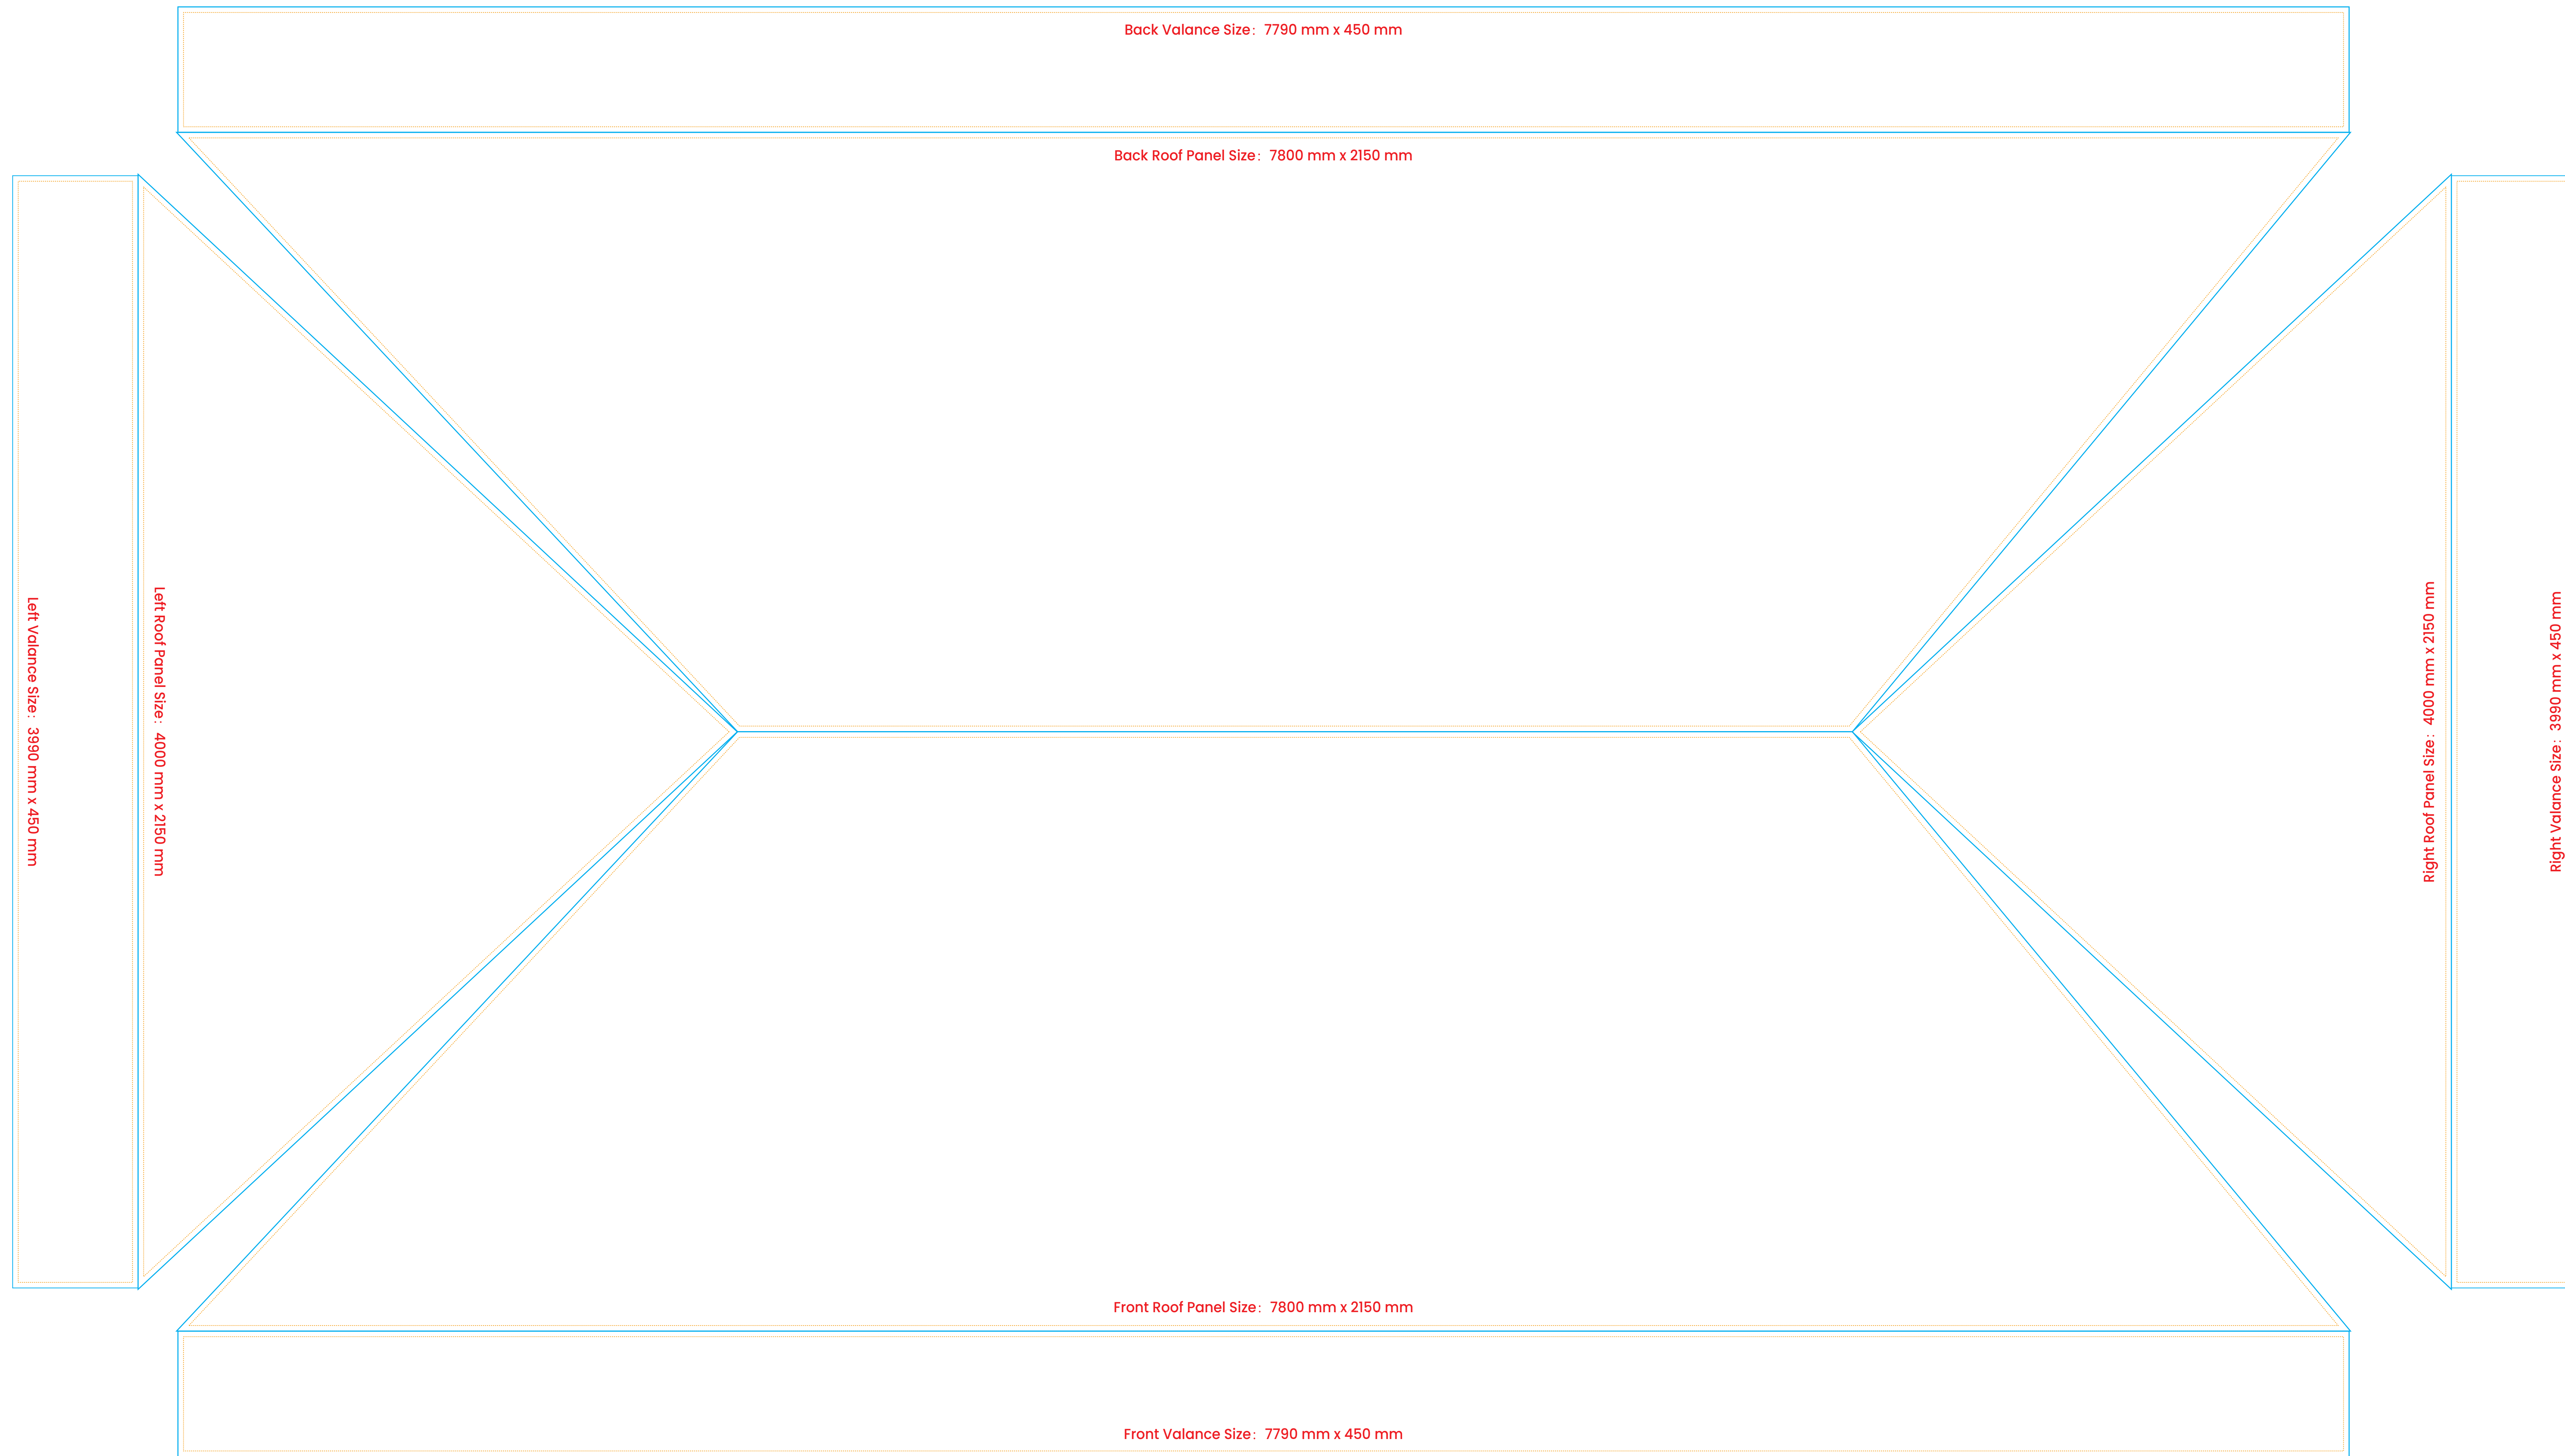 Back Valance Size: 7790 mm x 450 mm
Back Roof Panel Size: 7800 mm x 2150 mm
Left Valance Size: 3990 mm x 450 mm
Left Roof Panel Size: 4000 mm x 2150 mm
Right Roof Panel Size: 4000 mm x 2150 mm
Right Valance Size: 3990 mm x 450 mm
Front Roof Panel Size: 7800 mm x 2150 mm
Front Valance Size: 7790 mm x 450 mm